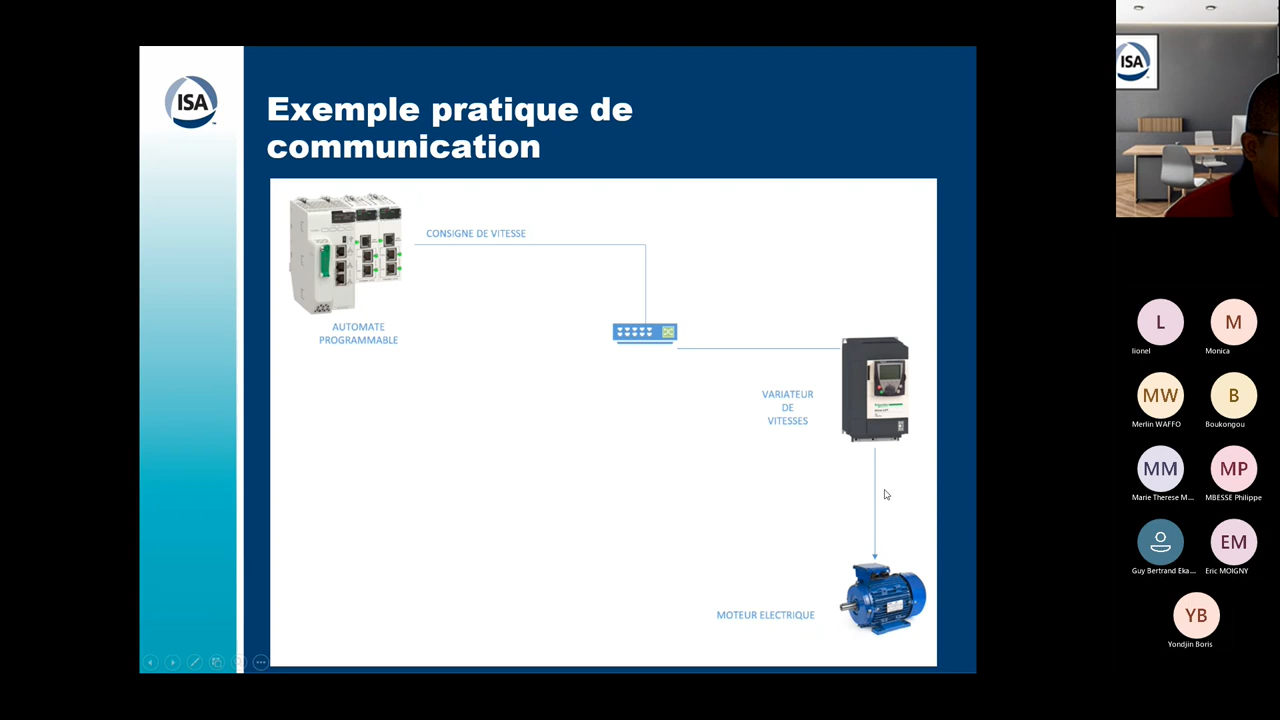 ISA
Exemple pratique de
communication
CONSIGNE DE VITESSE
AUTOMATE
PROGRAMMABLE
VARIATEUR
DE
VITESSES
MOTEUR ELECTRIQUE
ISA
L
lionel
M
Monica
MW
Merlin WAFFO
B
Boukongou
MM
Marie Therese M...
MP
MBESSE Philippe
Guy Bertrand Eka...
EM
Eric MOIGNY
YB
Yondjin Boris